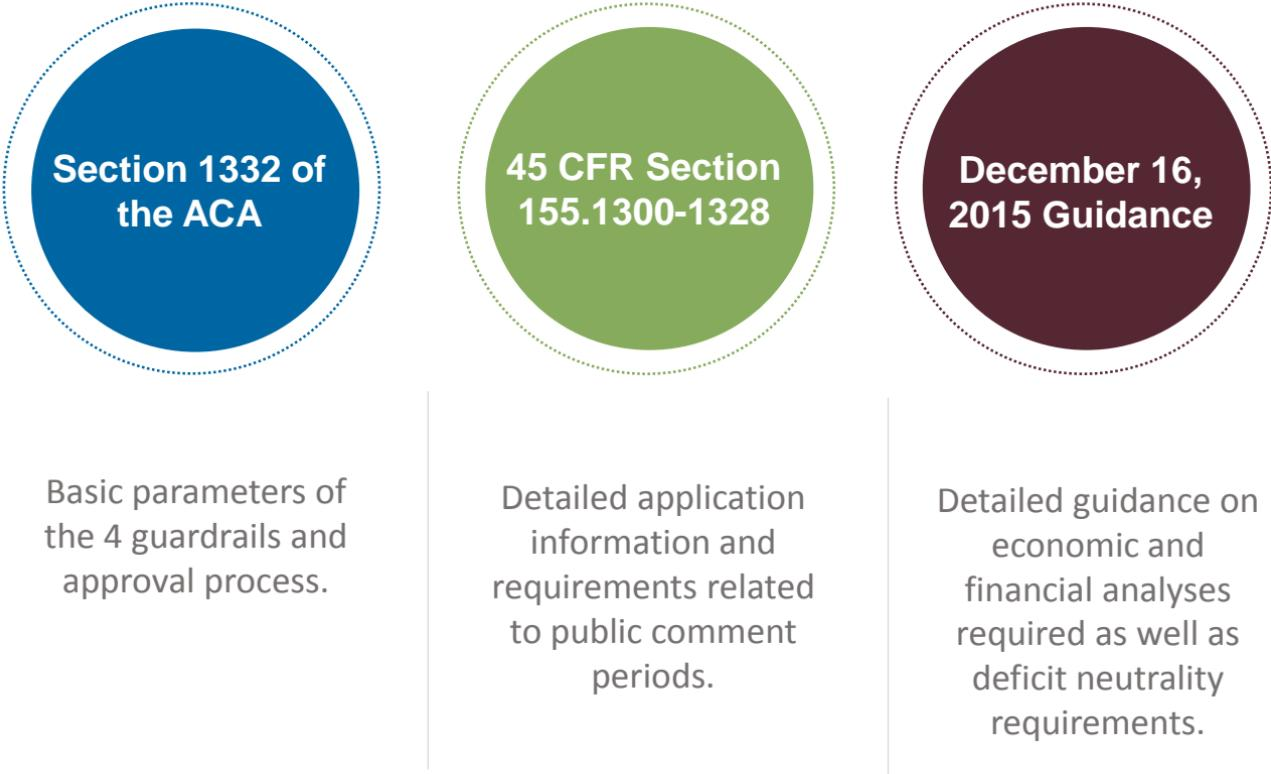 Section 1332 of
the ACA
45 CFR Section
155.1300-1328
December 16,
2015 Guidance
Basic parameters of
the 4 guardrails and
approval process.
Detailed application
information and
requirements related
to public comment
periods.
Detailed guidance on
economic and
financial analyses
required as well as
deficit neutrality
requirements.